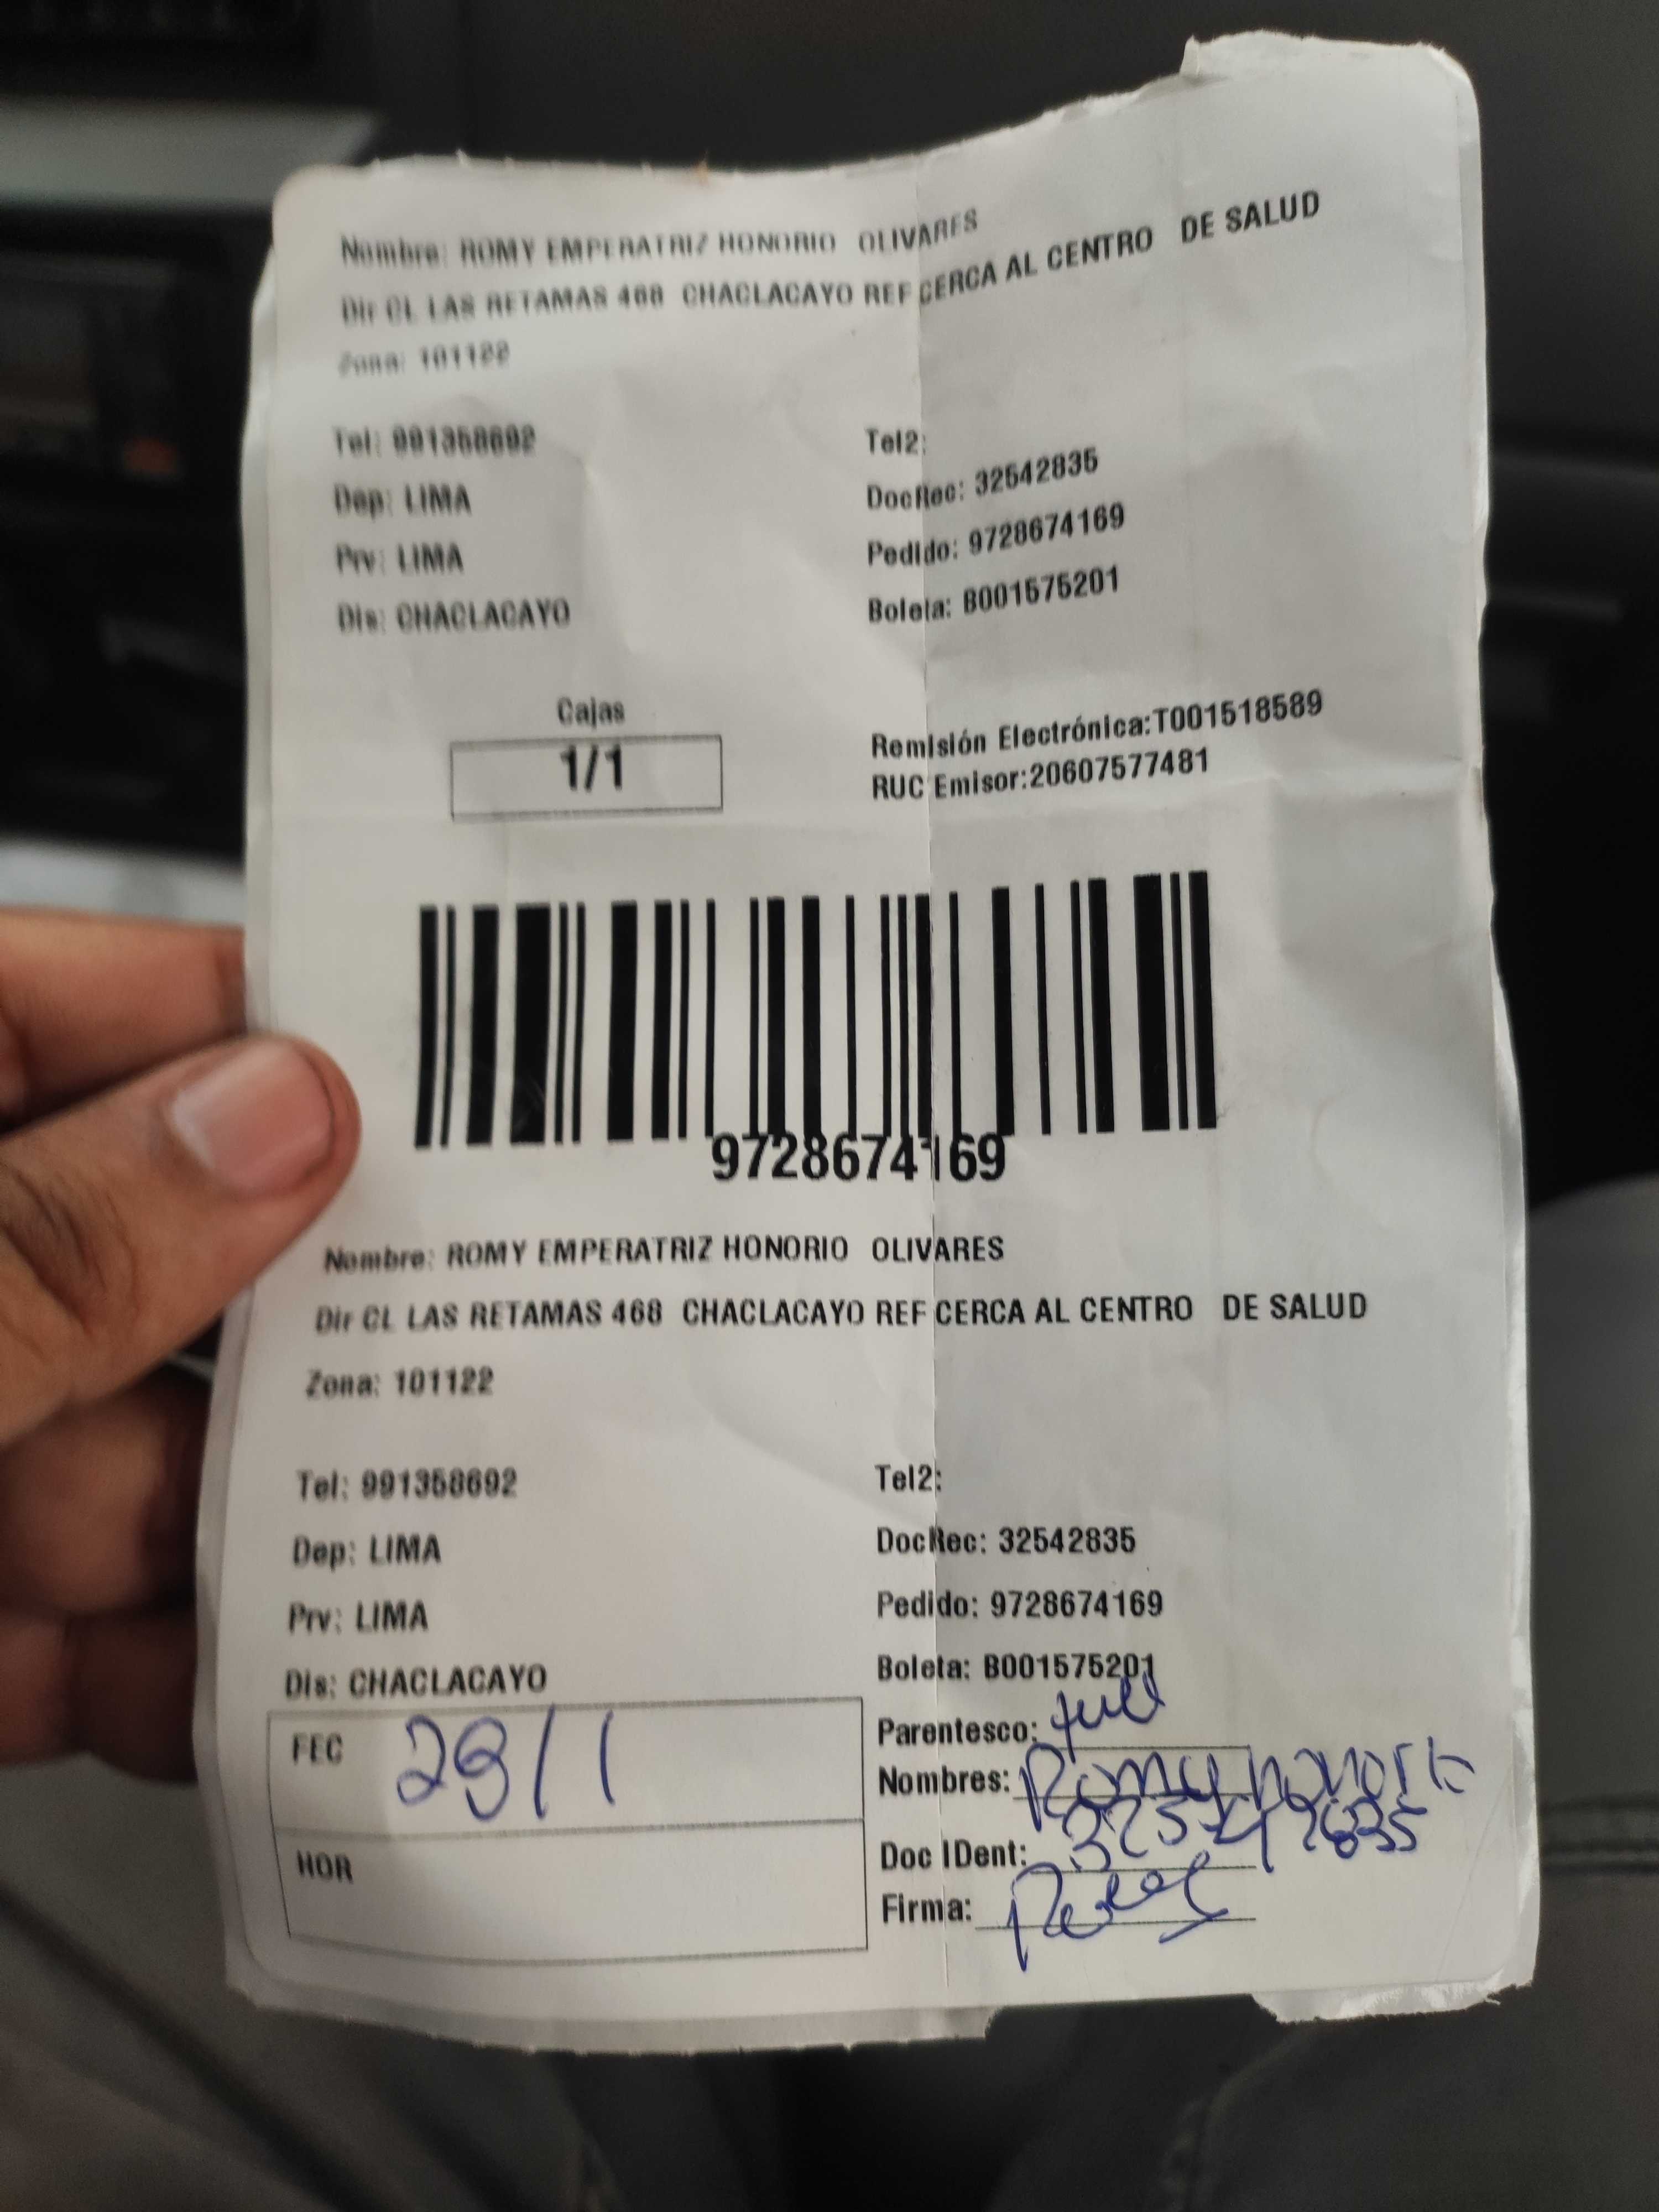 Nombre: ROMY EMPERATRIZ HONORIO OLIVARES
Dir CL LAS RETAMAS 468 CHACLACAYO REF CERCA AL CENTRO DE SALUD
Zona: 101122
Tel: 991358692 Tel2:
Dep: LIMA DocRec: 32542835
Prv: LIMA Pedido: 9728674169
Dis: CHACLACAYO Boleta: B001575201
Cajas
1/1
Remisión Electrónica:T001518589
RUC Emisor:20607577481
9728674169
Nombre: ROMY EMPERATRIZ HONORIO OLIVARES
Dir CL LAS RETAMAS 468 CHACLACAYO REF CERCA AL CENTRO DE SALUD
Zona: 101122
Tel: 991358692 Tel2:
Dep: LIMA DocRec: 32542835
Prv: LIMA Pedido: 9728674169
Dis: CHACLACAYO Boleta: B001575201
FEC 29/1 Parentesco:
Nombres: Romy honorio
HOR Doc IDent:
Firma: